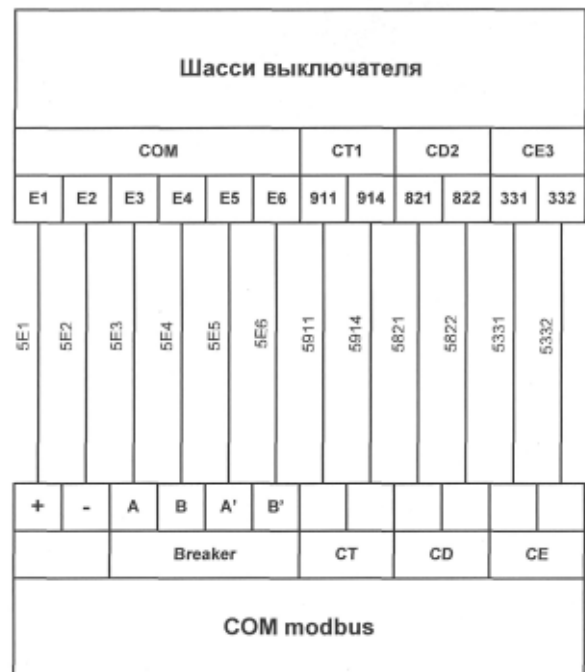 Шасси выключателя
COM CT1 CD2 CE3
E1 E2 E3 E4 E5 E6 911 914 821 822 331 332
5E1 5E2 5E3 5E4 5E5 5E6 5911 5914 5821 5822 5331 5332
+ - A B A' B'
Breaker CT CD CE
COM modbus